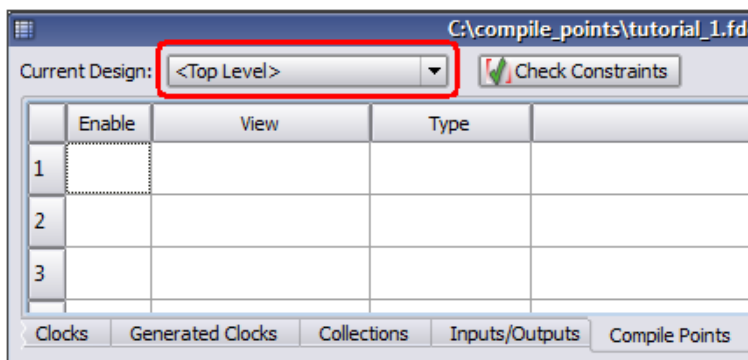 C:\compile_points\tutorial_1.fd
Current Design: <Top Level> Check Constraints
Enable View Type
1
2
3
Clocks Generated Clocks Collections Inputs/Outputs Compile Points